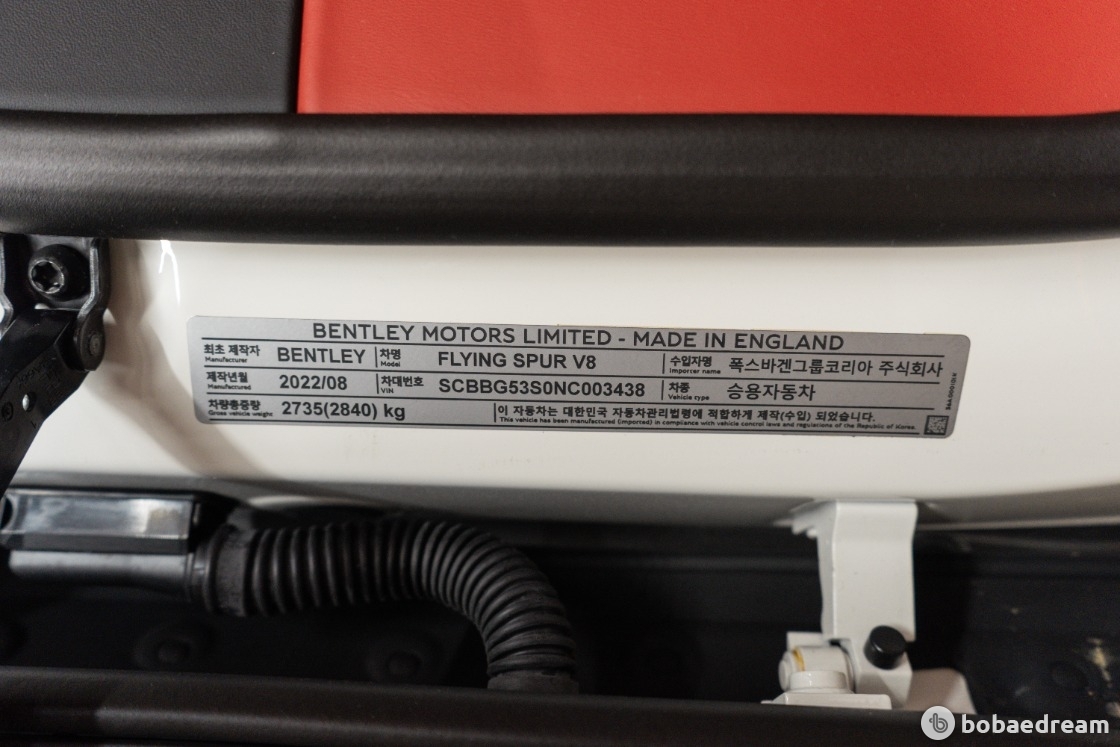 BENTLEY MOTORS LIMITED - MADE IN ENGLAND
최초 제작자 Manufacturer BENTLEY 차명 Model FLYING SPUR V8 수입자명 Importer name 폭스바겐그룹코리아 주식회사
제작년월 Manufactured 2022/08 차대번호 VIN SCBBG53S0NC003438 차종 Vehicle type 승용자동차
차량총중량 Gross vehicle weight 2735(2840) kg 이 자동차는 대한민국 자동차관리법령에 적합하게 제작(수입) 되었습니다.
This vehicle has been manufactured (imported) in compliance with vehicle control laws and regulations of the Republic of Korea.
bobaedream